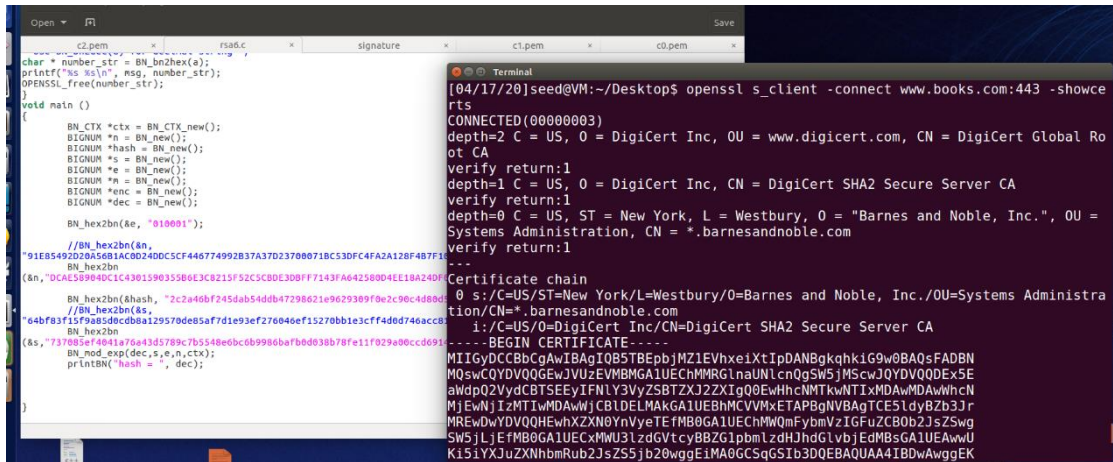 Open
Save
c2.pem × rsa6.c × signature × c1.pem × c0.pem ×
char * number_str = BN_bn2hex(a);
printf("%s %s\n", msg, number_str);
OPENSSL_free(number_str);
}
void main ()
{
BN_CTX *ctx = BN_CTX_new();
BIGNUM *n = BN_new();
BIGNUM *hash = BN_new();
BIGNUM *s = BN_new();
BIGNUM *e = BN_new();
BIGNUM *M = BN_new();
BIGNUM *enc = BN_new();
BIGNUM *dec = BN_new();
BN_hex2bn(&e, "010001");
//BN_hex2bn(&n,
BN_hex2bn
BN_hex2bn(&hash,
//BN_hex2bn(&s,
BN_hex2bn
BN_mod_exp(dec,s,e,n,ctx);
printBN("hash = ", dec);
}
Terminal
[04/17/20]seed@VM:~/Desktop$ openssl s_client -connect www.books.com:443 -showce
rts
CONNECTED(00000003)
depth=2 C = US, O = DigiCert Inc, OU = www.digicert.com, CN = DigiCert Global Ro
ot CA
verify return:1
depth=1 C = US, O = DigiCert Inc, CN = DigiCert SHA2 Secure Server CA
verify return:1
depth=0 C = US, ST = New York, L = Westbury, O = "Barnes and Noble, Inc.", OU =
Systems Administration, CN = *.barnesandnoble.com
verify return:1
---
Certificate chain
0 s:/C=US/ST=New York/L=Westbury/O=Barnes and Noble, Inc./OU=Systems Administra
tion/CN=*.barnesandnoble.com
i:/C=US/O=DigiCert Inc/CN=DigiCert SHA2 Secure Server CA
-----BEGIN CERTIFICATE-----
MIIGyDCCBbCgAwIBAgIQB5TBEpbjMZ1EVhxeiXtIpDANBgkqhkiG9w0BAQsFADBN
MQswCQYDVQQGEwJVUzEVMBMGA1UEChMMRGlnaUNlcnQgSW5jMScwJQYDVQQDEx5E
aWdpQ2VydCBTSEEyIFNlY3VyZSBTZXJ2ZXIgQ0EwHhcNMTkwNTIxMDAwMDAwWhcN
MjEwNjIzMTIwMDAwWjCBlDELMAkGA1UEBhMCVVMxETAPBgNVBAgTCE5ldyBZb3Jr
MREwDwYDVQQHEwhXZXN0YnVyeTEfMB0GA1UEChMWQmFybmVzIGFuZCBOb2JsZSwg
SW5jLjEfMB0GA1UECxMWU3lzdGVtcyBBZG1pbmlzdHJhdGlvbjEdMBsGA1UEAwwU
Ki5iYXJuZXNhbmRub2JsZS5jb20wggEiMA0GCSqGSIb3DQEBAQUAA4IBDwAwggEK